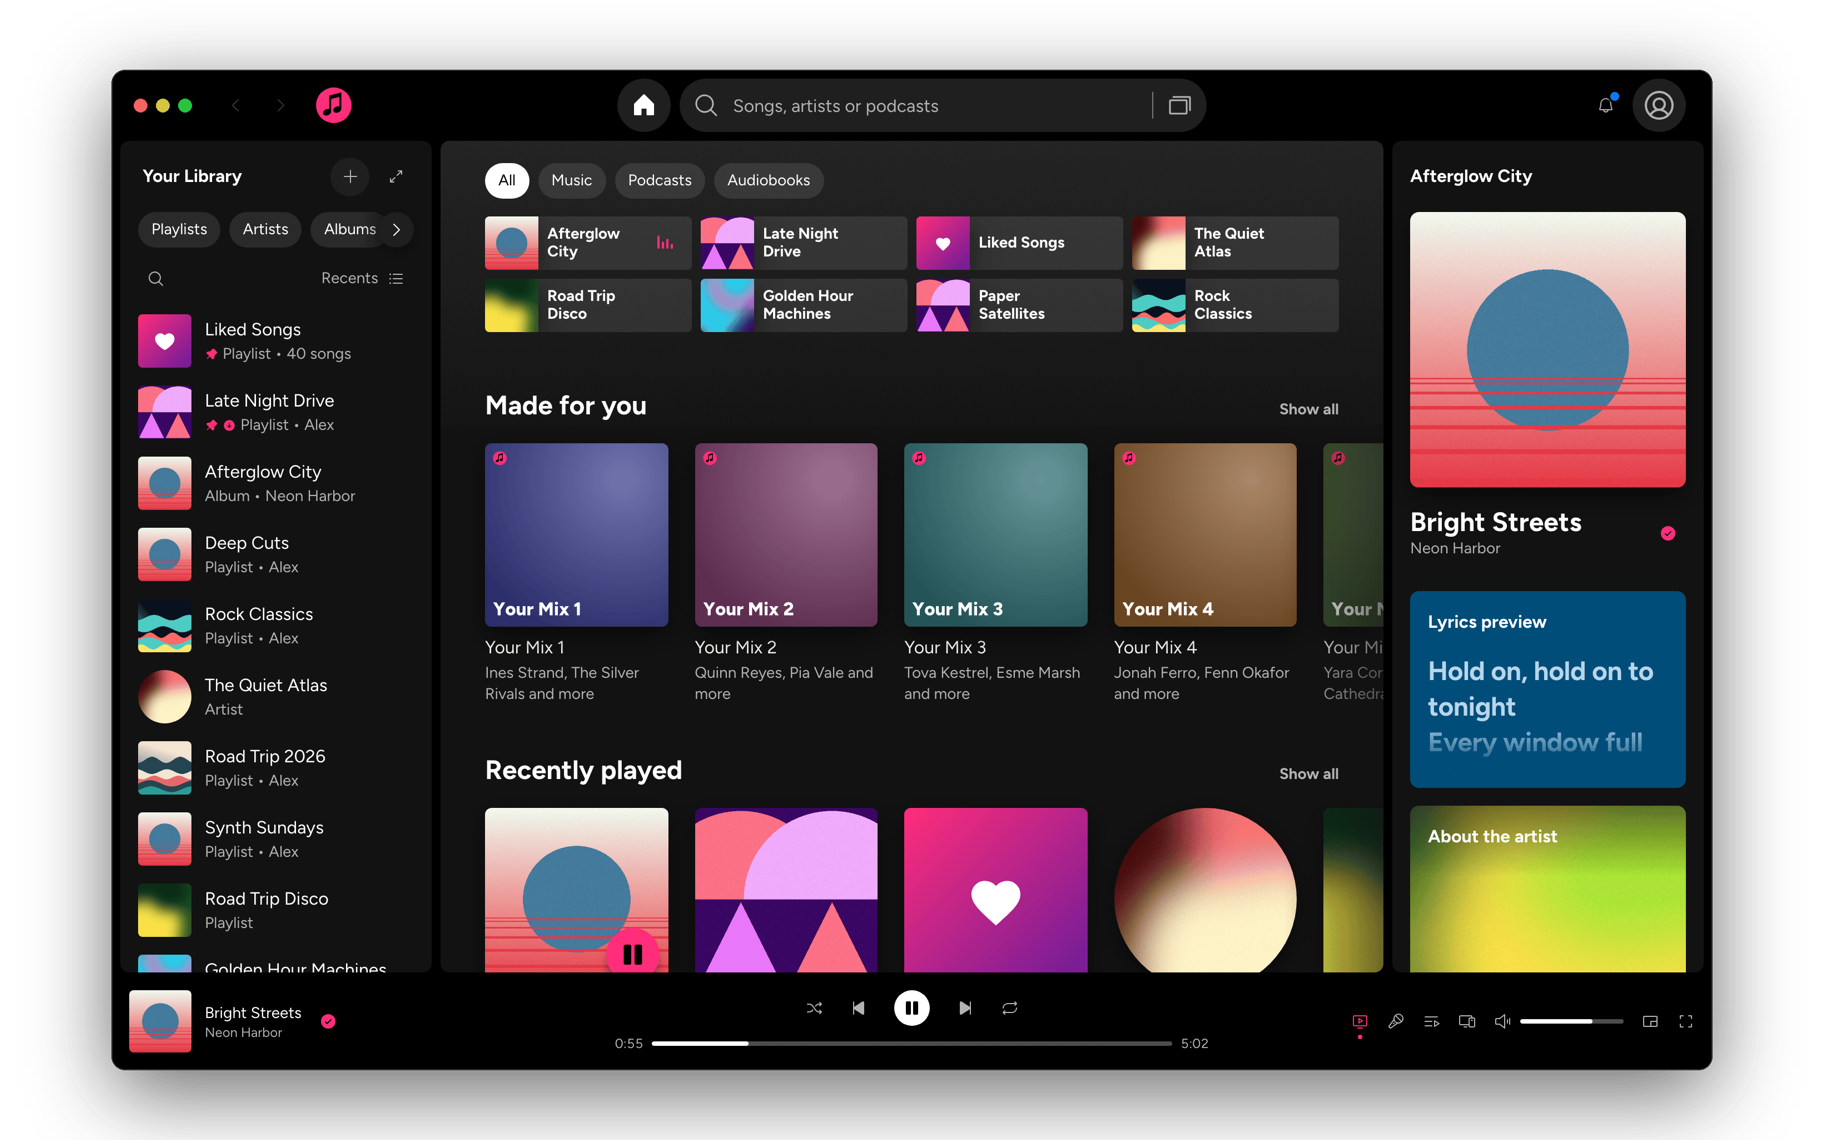 Songs, artists or podcasts
Your Library
Playlists
Artists
Albums
Recents
Liked Songs
Playlist • 40 songs
Late Night Drive
Playlist • Alex
Afterglow City
Album • Neon Harbor
Deep Cuts
Playlist • Alex
Rock Classics
Playlist • Alex
The Quiet Atlas
Artist
Road Trip 2026
Playlist • Alex
Synth Sundays
Playlist • Alex
Road Trip Disco
Playlist
Golden Hour Machines
All
Music
Podcasts
Audiobooks
Afterglow
City
Late Night
Drive
Liked Songs
The Quiet
Atlas
Road Trip
Disco
Golden Hour
Machines
Paper
Satellites
Rock
Classics
Made for you
Show all
Your Mix 1
Your Mix 1
Ines Strand, The Silver
Rivals and more
Your Mix 2
Your Mix 2
Quinn Reyes, Pia Vale and
more
Your Mix 3
Your Mix 3
Tova Kestrel, Esme Marsh
and more
Your Mix 4
Your Mix 4
Jonah Ferro, Fenn Okafor
and more
Your M
Your Mi
Yara Cor
Cathedra
Recently played
Show all
Afterglow City
Bright Streets
Neon Harbor
Lyrics preview
Hold on, hold on to
tonight
Every window full
About the artist
Bright Streets
Neon Harbor
0:55
5:02